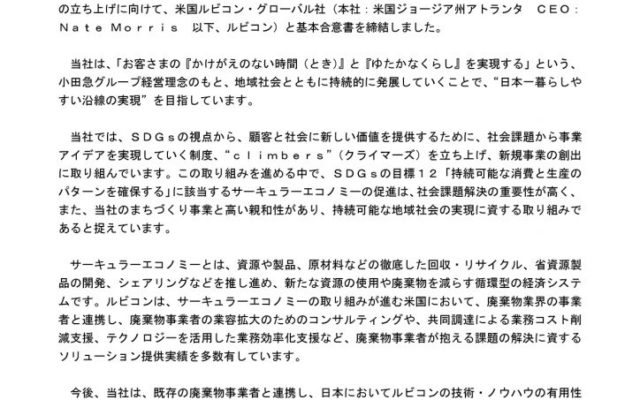 の立ち上げに向けて、米国ルビコン・グローバル社（本社：米国ジョージア州アトランタ　ＣＥＯ：
Ｎａｔｅ Ｍｏｒｒｉｓ　以下、ルビコン）と基本合意書を締結しました。
当社は、「お客さまの『かけがえのない時間（とき）』と『ゆたかなくらし』を実現する」という、
小田急グループ経営理念のもと、地域社会とともに持続的に発展していくことで、“日本一暮らしや
すい沿線の実現” を目指しています。
当社では、ＳＤＧｓの視点から、顧客と社会に新しい価値を提供するために、社会課題から事業
アイデアを実現していく制度、“ｃｌｉｍｂｅｒｓ”（クライマーズ）を立ち上げ、新規事業の創出
に取り組んでいます。この取り組みを進める中で、ＳＤＧｓの目標１２「持続可能な消費と生産の
パターンを確保する」に該当するサーキュラーエコノミーの促進は、社会課題解決の重要性が高く、
また、当社のまちづくり事業と高い親和性があり、持続可能な地域社会の実現に資する取り組みで
あると捉えています。
サーキュラーエコノミーとは、資源や製品、原材料などの徹底した回収・リサイクル、省資源製
品の開発、シェアリングなどを推し進め、新たな資源の使用や廃棄物を減らす循環型の経済システ
ムです。ルビコンは、サーキュラーエコノミーの取り組みが進む米国において、廃棄物業界の事業
者と連携し、廃棄物事業者の業容拡大のためのコンサルティングや、共同調達による業務コスト削
減支援、テクノロジーを活用した業務効率化支援など、廃棄物事業者が抱える課題の解決に資する
ソリューション提供実績を多数有しています。
今後、当社は、既存の廃棄物事業者と連携し、日本においてルビコンの技術・ノウハウの有用性